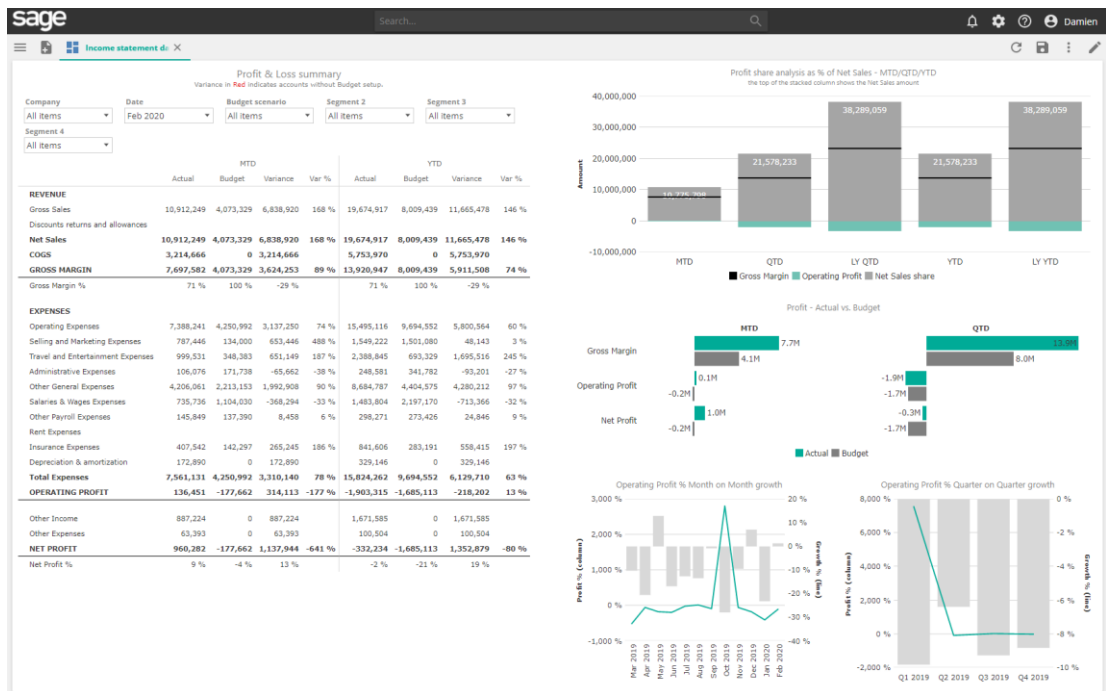 sage
Search...
Damien
Income statement da
Profit & Loss summary
Variance in Red indicates accounts without Budget setup.
Company Date Budget scenario Segment 2 Segment 3
All items Feb 2020 All items All items All items
Segment 4
All items
MTD YTD
Actual Budget Variance Var % Actual Budget Variance Var %
REVENUE
Gross Sales 10,912,249 4,073,329 6,838,920 168 % 19,674,917 8,009,439 11,665,478 146 %
Discounts returns and allowances
Net Sales 10,912,249 4,073,329 6,838,920 168 % 19,674,917 8,009,439 11,665,478 146 %
COGS 3,214,666 0 3,214,666 5,753,970 0 5,753,970
GROSS MARGIN 7,697,582 4,073,329 3,624,253 89 % 13,920,947 8,009,439 5,911,508 74 %
Gross Margin % 71 % 100 % -29 % 71 % 100 % -29 %
EXPENSES
Operating Expenses 7,388,241 4,250,992 3,137,250 74 % 15,495,116 9,694,552 5,800,564 60 %
Selling and Marketing Expenses 787,446 134,000 653,446 488 % 1,549,222 1,501,080 48,143 3 %
Travel and Entertainment Expenses 999,531 348,383 651,149 187 % 2,388,845 693,329 1,695,516 245 %
Administrative Expenses 106,076 171,738 -65,662 -38 % 248,581 341,782 -93,201 -27 %
Other General Expenses 4,206,061 2,213,153 1,992,908 90 % 8,684,787 4,404,575 4,280,212 97 %
Salaries & Wages Expenses 735,736 1,104,030 -368,294 -33 % 1,483,804 2,197,170 -713,366 -32 %
Other Payroll Expenses 145,849 137,390 8,458 6 % 298,271 273,426 24,846 9 %
Rent Expenses
Insurance Expenses 407,542 142,297 265,245 186 % 841,606 283,191 558,415 197 %
Depreciation & amortization 172,890 0 172,890 329,146 0 329,146
Total Expenses 7,561,131 4,250,992 3,310,140 78 % 15,824,262 9,694,552 6,129,710 63 %
OPERATING PROFIT 136,451 -177,662 314,113 -177 % -1,903,315 -1,685,113 -218,202 13 %
Other Income 887,224 0 887,224 1,671,585 0 1,671,585
Other Expenses 63,393 0 63,393 100,504 0 100,504
NET PROFIT 960,282 -177,662 1,137,944 -641 % -332,234 -1,685,113 1,352,879 -80 %
Net Profit % 9 % -4 % 13 % -2 % -21 % 19 %
Profit share analysis as % of Net Sales - MTD/QTD/YTD
the top of the stacked column shows the Net Sales amount
Amount
40,000,000
30,000,000
20,000,000
10,000,000
0
-10,000,000
21,578,233 38,289,059 21,578,233 38,289,059
MTD QTD LY QTD YTD LY YTD
Gross Margin Operating Profit Net Sales share
Profit - Actual vs. Budget
MTD QTD
Gross Margin 7.7M 13.9M
4.1M 8.0M
Operating Profit 0.1M -1.9M
-0.2M -1.7M
Net Profit 1.0M -0.3M
-0.2M -1.7M
Actual Budget
Operating Profit % Month on Month growth
Profit % (column)
3,000 %
2,000 %
1,000 %
0 %
-1,000 %
20 %
10 %
0 %
-10 %
-20 %
-30 %
-40 %
Growth % (line)
Mar 2019 Apr 2019 May 2019 Jun 2019 Jul 2019 Aug 2019 Sep 2019 Oct 2019 Nov 2019 Dec 2019 Jan 2020 Feb 2020
Operating Profit % Quarter on Quarter growth
Profit % (column)
8,000 %
6,000 %
4,000 %
2,000 %
0 %
-2,000 %
0 %
-2 %
-4 %
-6 %
-8 %
-10 %
Growth % (line)
Q1 2019 Q2 2019 Q3 2019 Q4 2019